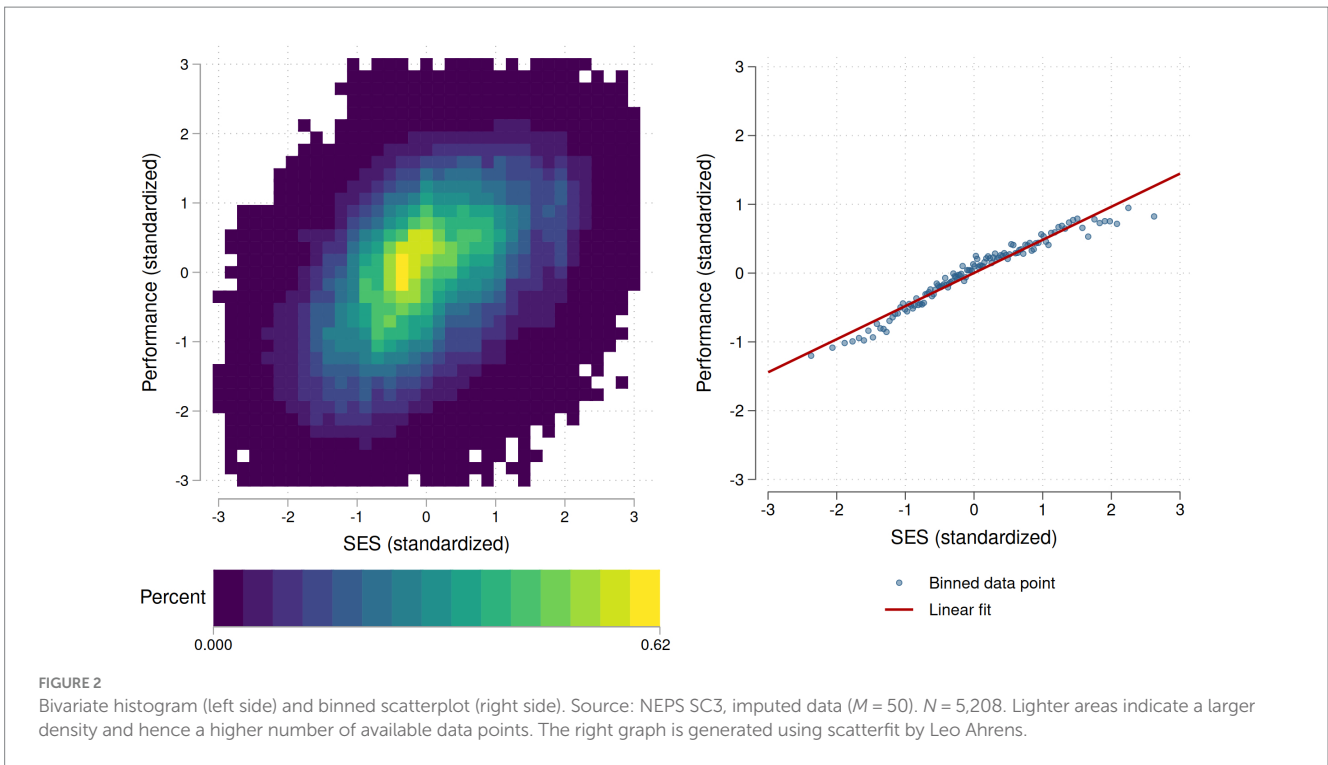 3
2
1
0
-1
-2
-3
Performance (standardized)
-3 -2 -1 0 1 2 3
SES (standardized)
Percent
0.000 0.62
3
2
1
0
-1
-2
-3
Performance (standardized)
-3 -2 -1 0 1 2 3
SES (standardized)
Binned data point
Linear fit
FIGURE 2
Bivariate histogram (left side) and binned scatterplot (right side). Source: NEPS SC3, imputed data (M = 50). N = 5,208. Lighter areas indicate a larger
density and hence a higher number of available data points. The right graph is generated using scatterfit by Leo Ahrens.